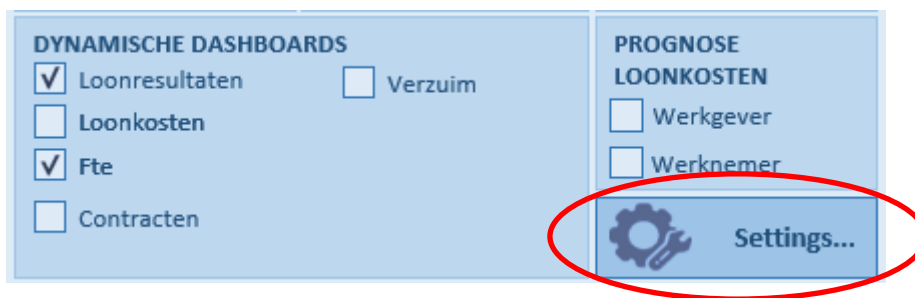 DYNAMISCHE DASHBOARDS
Loonresultaten
Verzuim
Loonkosten
Fte
Contracten
PROGNOSE
LOONKOSTEN
Werkgever
Werknemer
Settings...